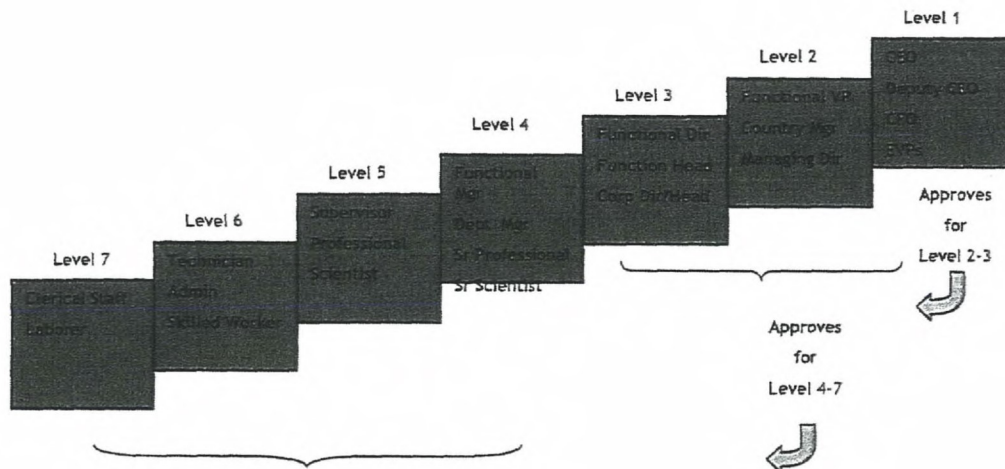 Level 1
CEO
Deputy CEO
CFO
EVPs
Level 2
Functional VP
Country Mgr
Managing Dir
Level 3
Functional Dir
Function Head
Corp Dir/Head
Level 4
Functional
Mgr
Dept Mgr
Sr Professional
Sr Scientist
Level 5
Supervisor
Professional
Scientist
Level 6
Technician
Admin
Skilled Worker
Level 7
Clerical Staff
Laborer
Approves
for
Level 2-3
Approves
for
Level 4-7